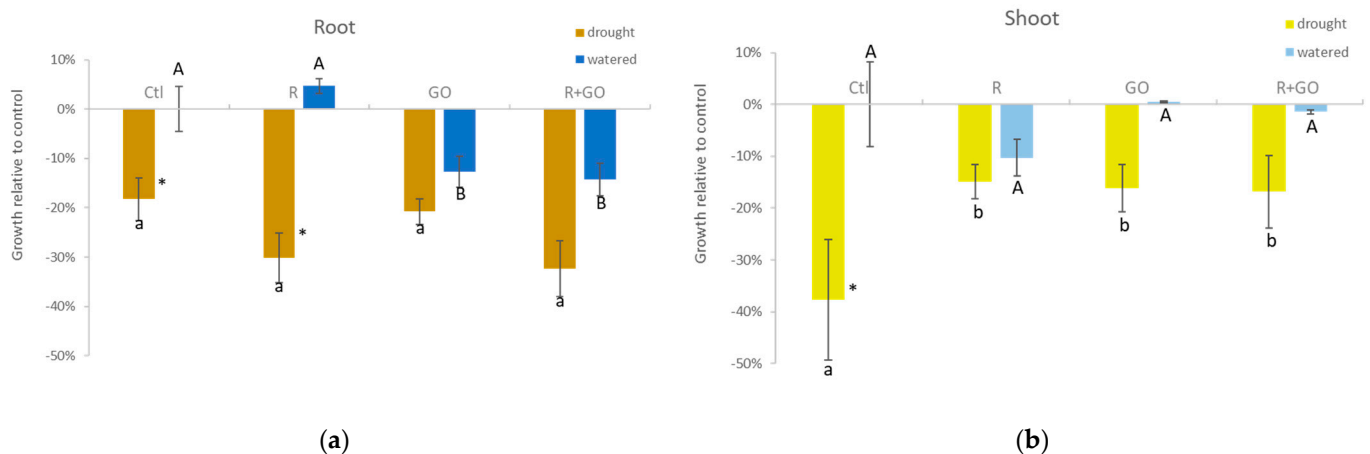 Root
drought
watered
Growth relative to control
10%
0%
-10%
-20%
-30%
-40%
-50%
Ctl
R
GO
R+GO
A
A
*
*
a
a
a
a
B
B
(a)
Shoot
drought
watered
Growth relative to control
10%
0%
-10%
-20%
-30%
-40%
-50%
A
Ctl
R
GO
R+GO
A
A
A
b
b
b
*
a
(b)